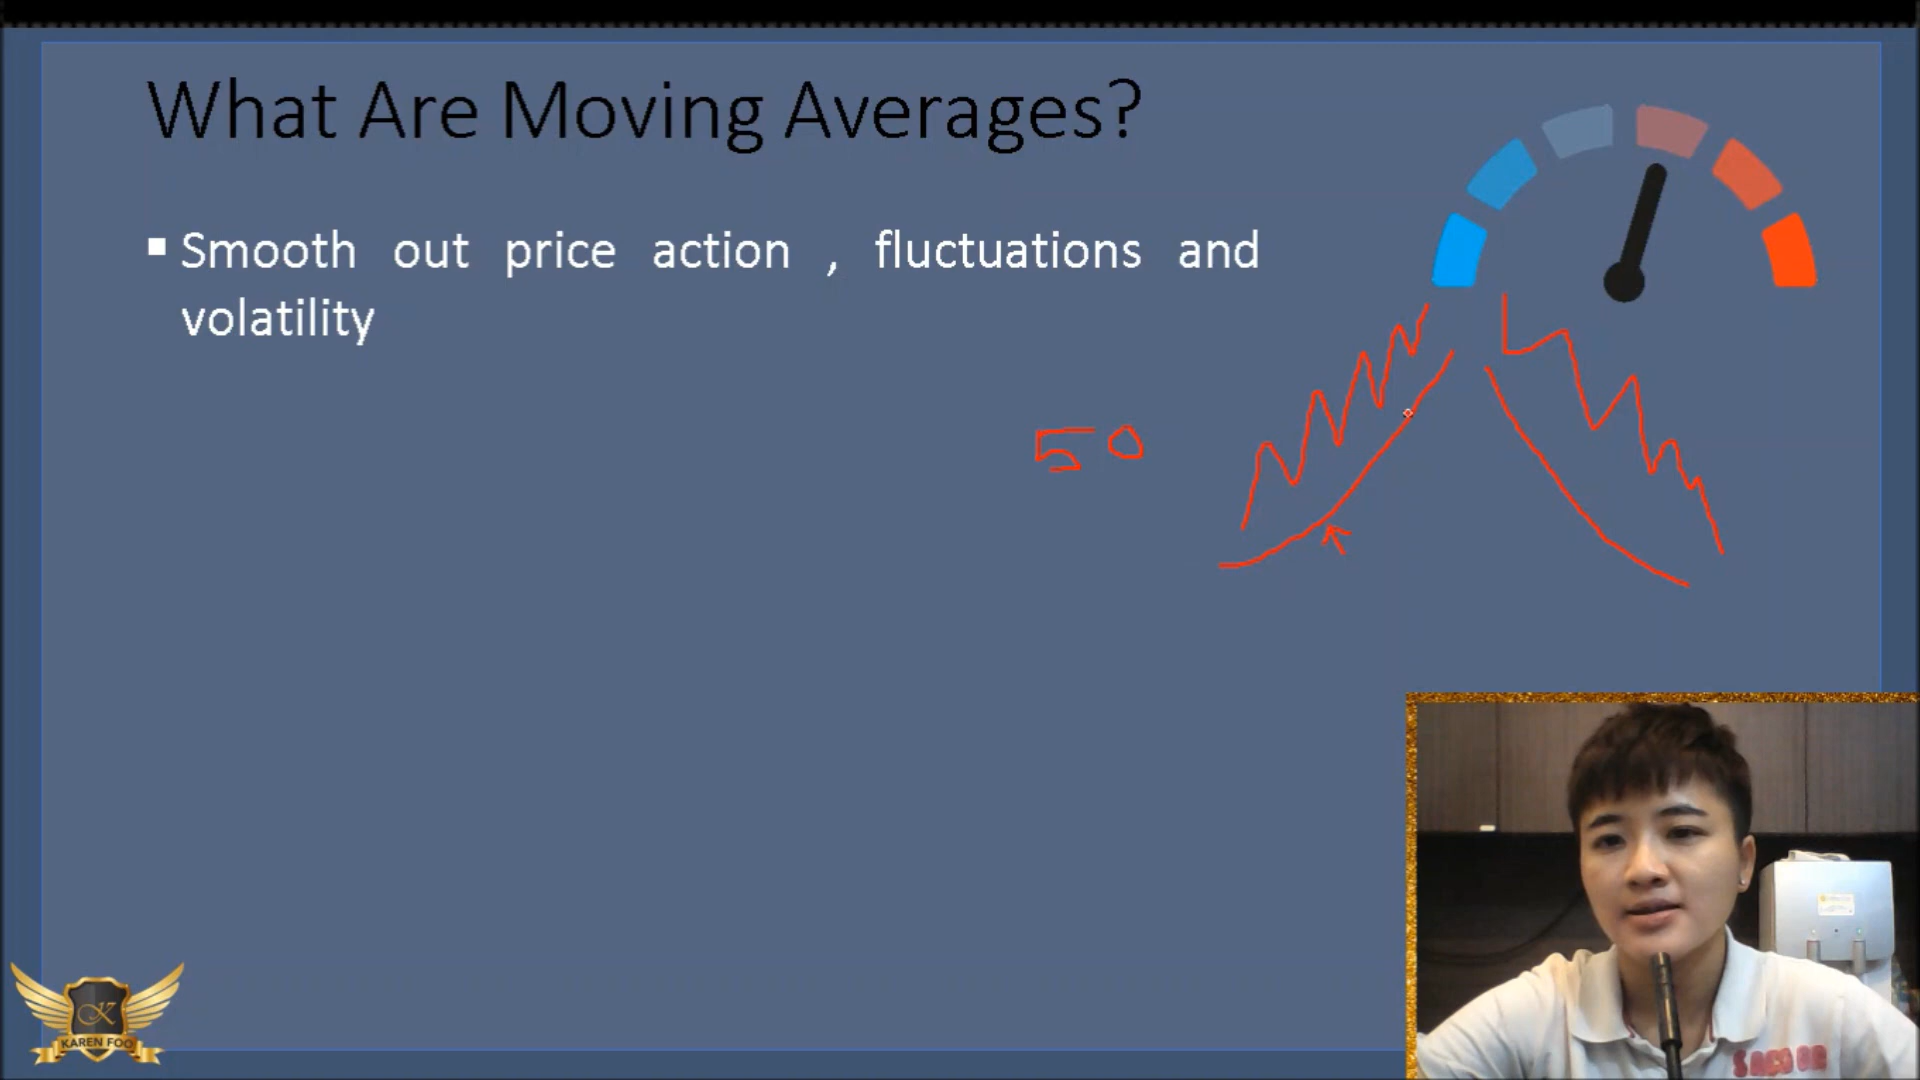 What Are Moving Averages?
Smooth out price action , fluctuations and
volatility
50
K
KAREN FOO